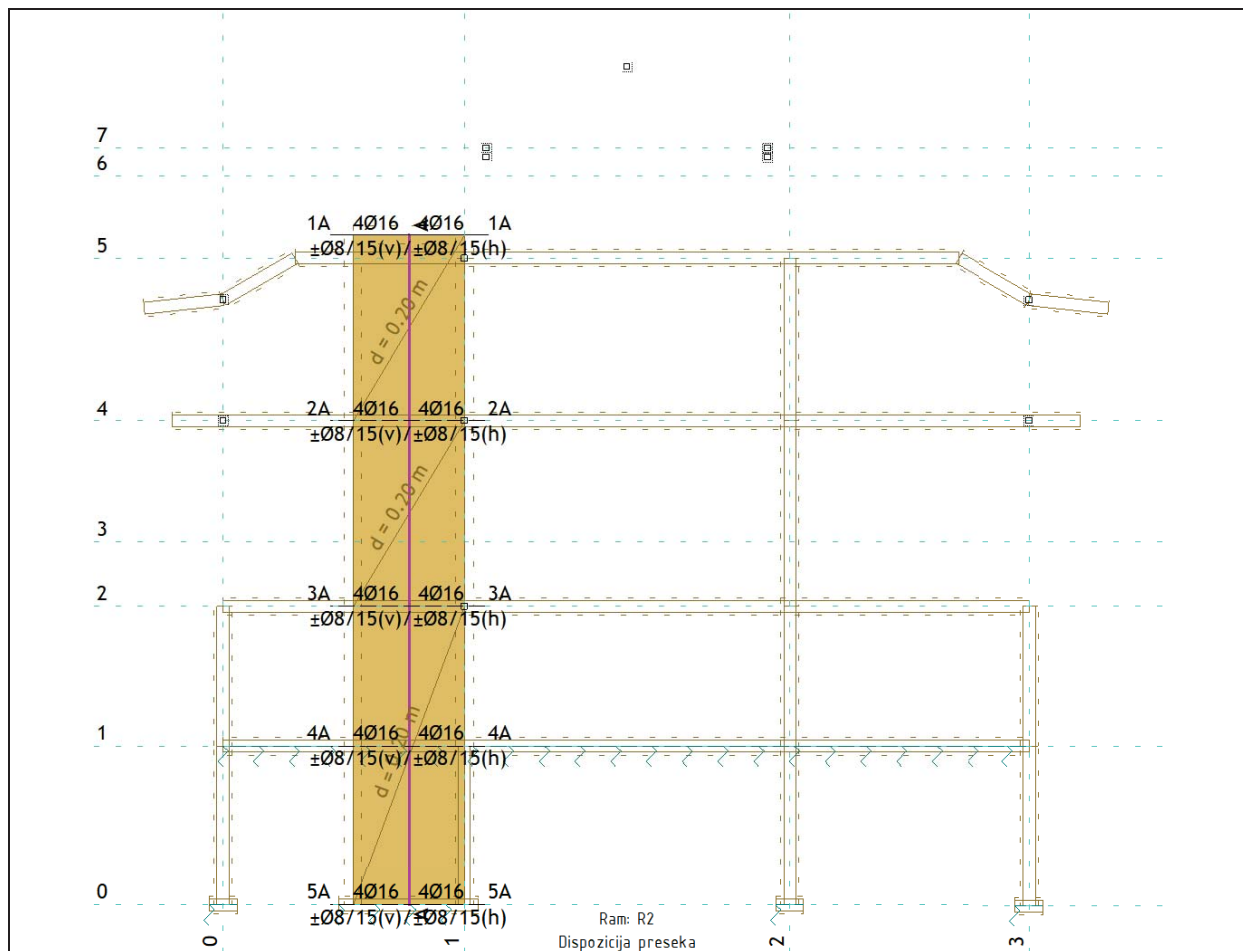 7
6
1A 4Ø16 4Ø16 1A
5
±Ø8/15(v)/±Ø8/15(h)
d = 0.20 m
4
2A 4Ø16 4Ø16 2A
±Ø8/15(v)/±Ø8/15(h)
d = 0.20 m
3
2
3A 4Ø16 4Ø16 3A
±Ø8/15(v)/±Ø8/15(h)
1
4A 4Ø16 4Ø16 4A
±Ø8/15(v)/±Ø8/15(h)
d = 0.20 m
0
5A 4Ø16 4Ø16 5A
±Ø8/15(v)/±Ø8/15(h)
A
0
1
2
3
Ram: R2
Dispozicija preseka